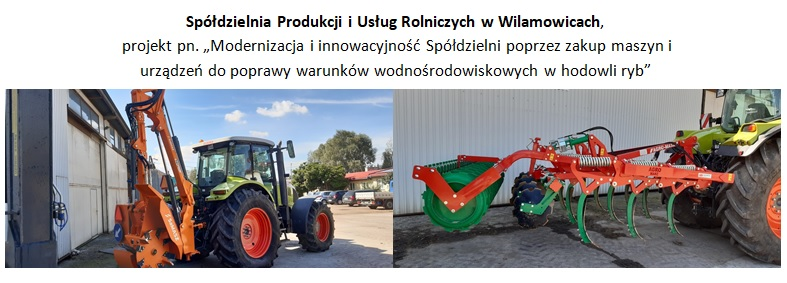 Spółdzielnia Produkcji i Usług Rolniczych w Wilamowicach,
projekt pn. „Modernizacja i innowacyjność Spółdzielni poprzez zakup maszyn i
urządzeń do poprawy warunków wodnośrodowiskowych w hodowli ryb”
AGRO